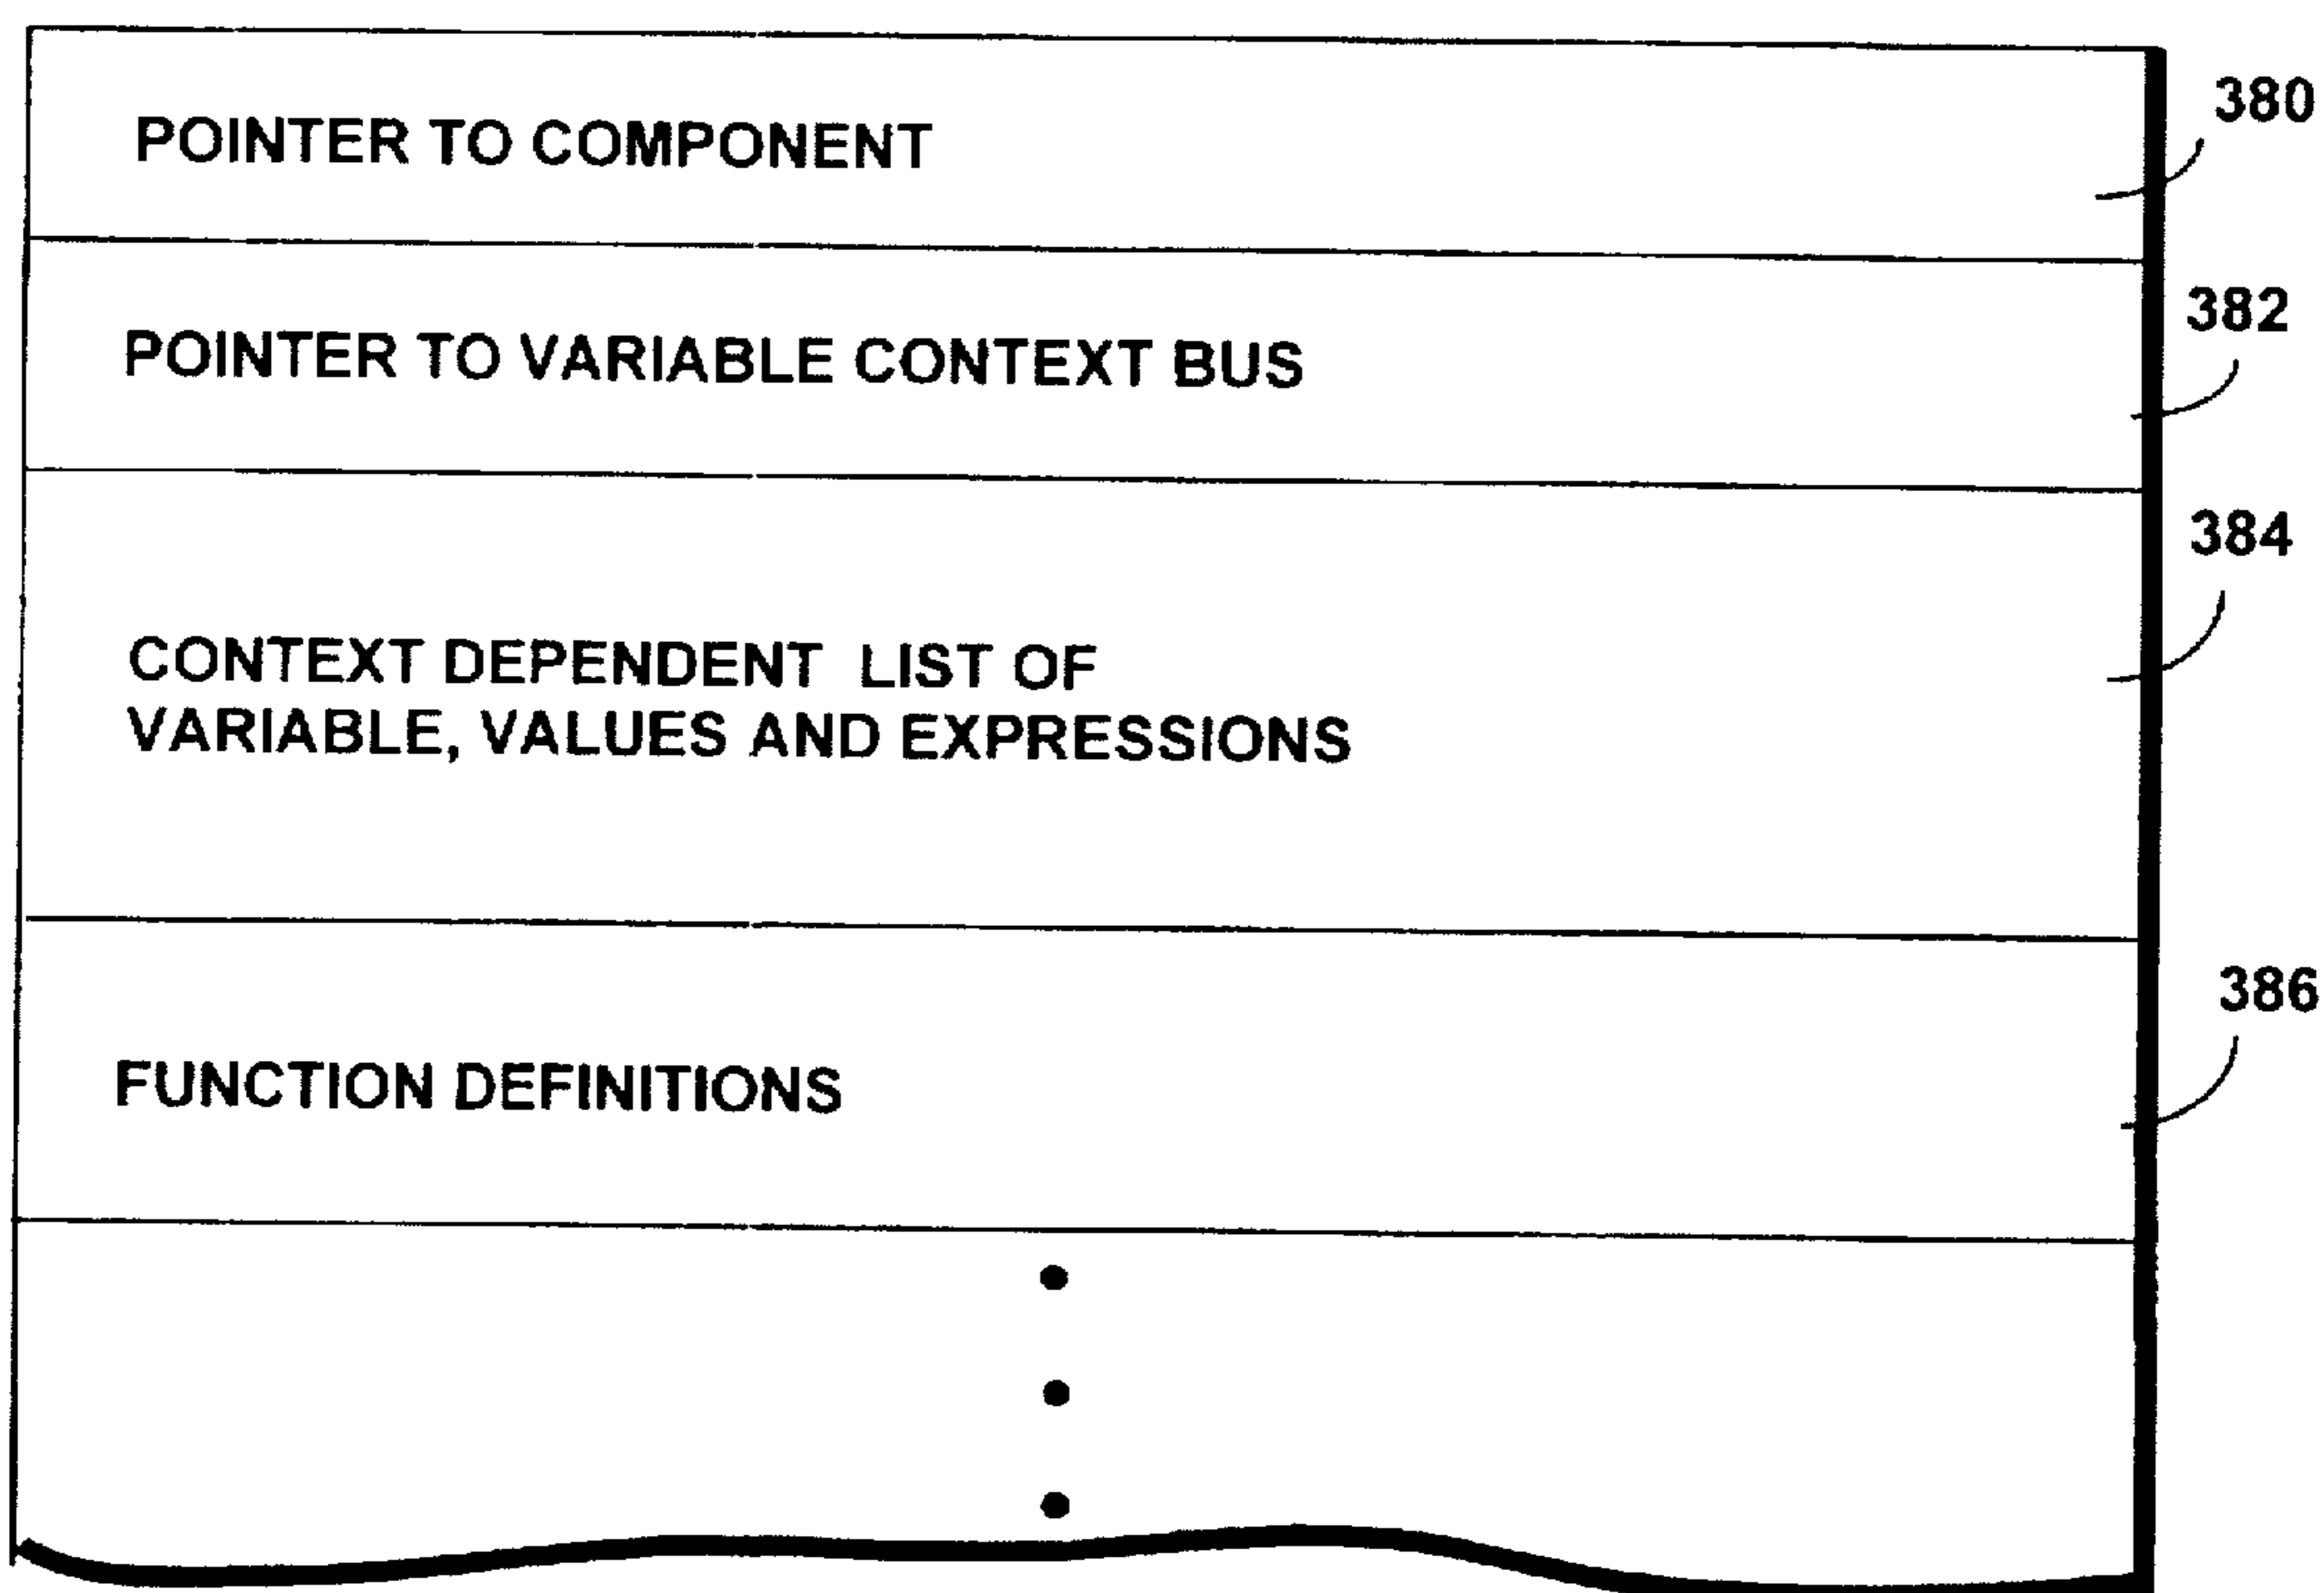 380
POINTER TO COMPONENT
382
POINTER TO VARIABLE CONTEXT BUS
384
CONTEXT DEPENDENT LIST OF
VARIABLE, VALUES AND EXPRESSIONS
386
FUNCTION DEFINITIONS